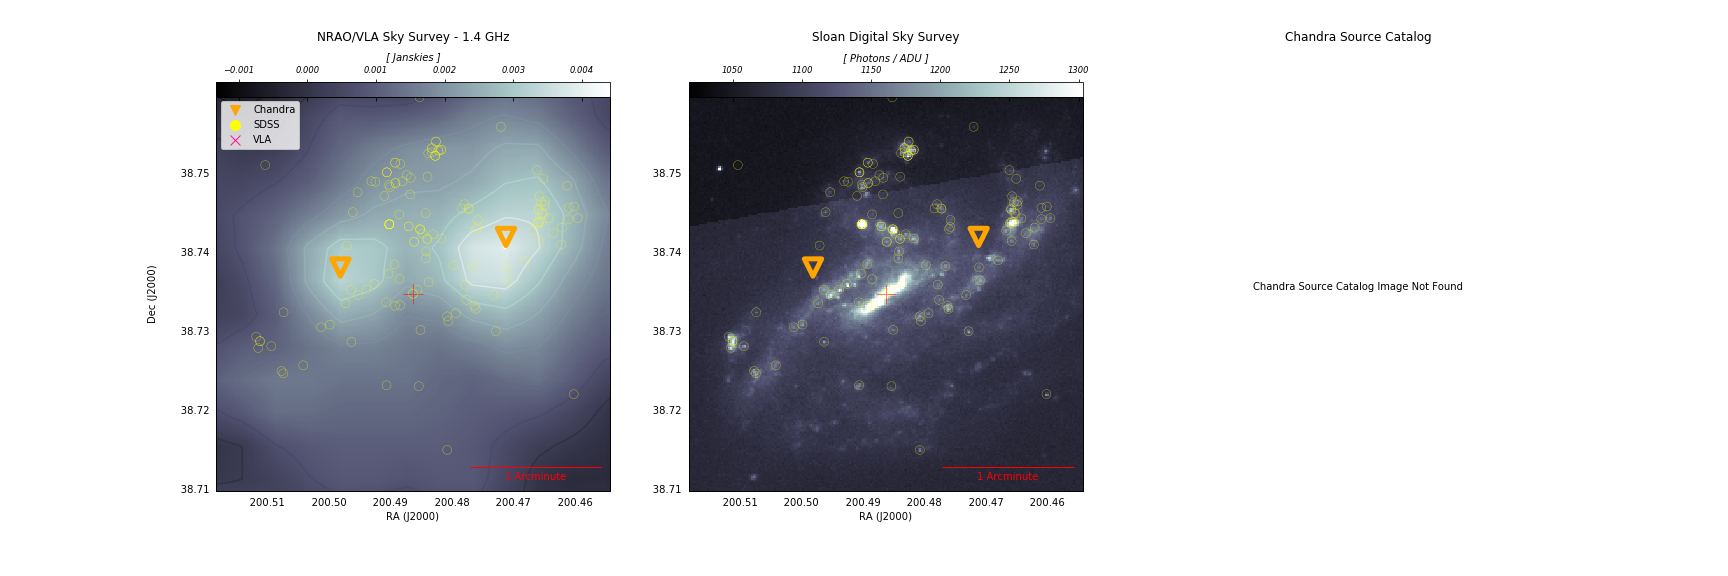 NRAO/VLA Sky Survey - 1.4 GHz
[ Janskies ]
−0.001 0.000 0.001 0.002 0.003 0.004
Chandra
SDSS
VLA
38.75
38.74
38.73
38.72
38.71
Dec (J2000)
1 Arcminute
200.51 200.50 200.49 200.48 200.47 200.46
RA (J2000)
Sloan Digital Sky Survey
[ Photons / ADU ]
1050 1100 1150 1200 1250 1300
38.75
38.74
38.73
38.72
38.71
1 Arcminute
200.51 200.50 200.49 200.48 200.47 200.46
RA (J2000)
Chandra Source Catalog
Chandra Source Catalog Image Not Found